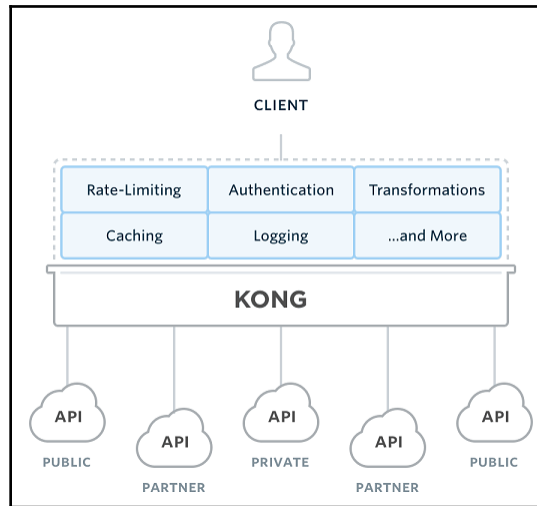 CLIENT
Rate-Limiting Authentication Transformations
Caching Logging ...and More
KONG
API API API
API API
PUBLIC PRIVATE PUBLIC
PARTNER PARTNER